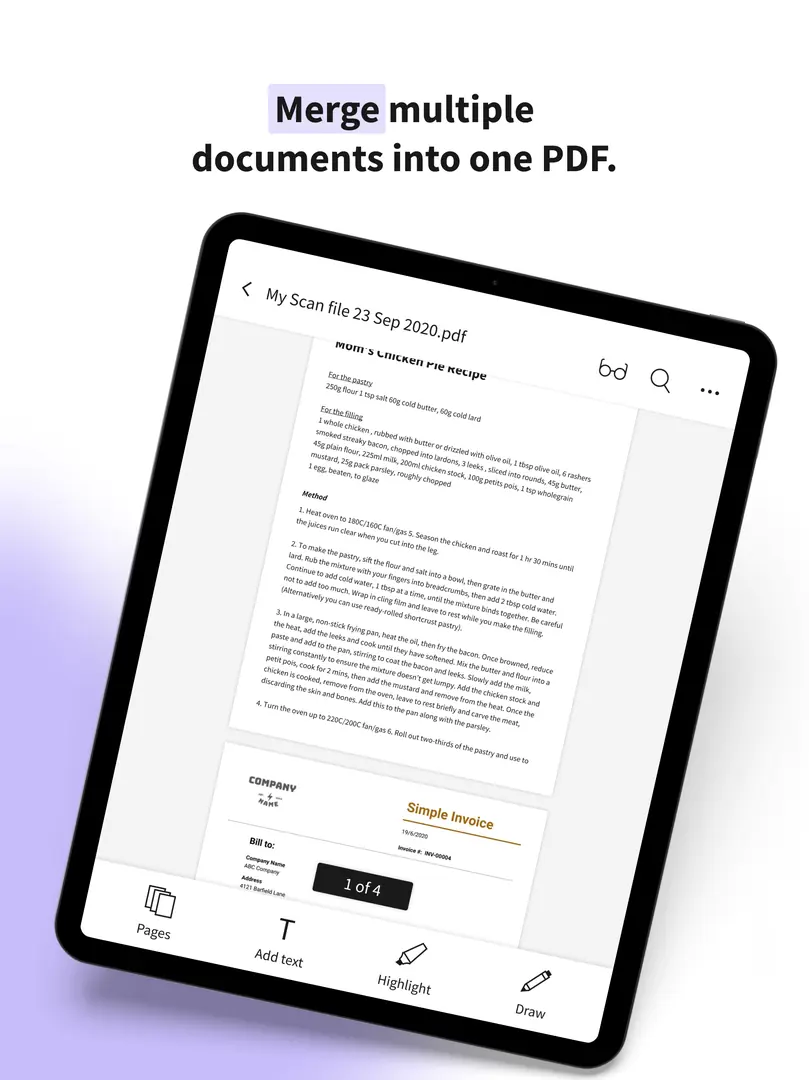 Merge multiple
documents into one PDF.
My Scan file 23 Sep 2020.pdf
Mom's Chicken Pie Recipe
For the pastry
250g flour 1 tsp salt 60g cold butter, 60g cold lard
For the filling
1 whole chicken , rubbed with butter or drizzled with olive oil, 1 tbsp olive oil, 6 rashers
smoked streaky bacon, chopped into lardons, 3 leeks , sliced into rounds, 45g butter,
45g plain flour, 225ml milk, 200ml chicken stock, 100g petits pois, 1 tsp wholegrain
mustard, 25g pack parsley, roughly chopped
1 egg, beaten, to glaze
Method
1. Heat oven to 180C/160C fan/gas 5. Season the chicken and roast for 1 hr 30 mins until
the juices run clear when you cut into the leg.
2. To make the pastry, sift the flour and salt into a bowl, then grate in the butter and
lard. Rub the mixture with your fingers into breadcrumbs, then add 2 tbsp cold water.
Continue to add cold water, 1 tbsp at a time, until the mixture binds together. Be careful
not to add too much. Wrap in cling film and leave to rest while you make the filling.
(Alternatively you can use ready-rolled shortcrust pastry).
3. In a large, non-stick frying pan, heat the oil, then fry the bacon. Once browned, reduce
the heat, add the leeks and cook until they have softened. Mix the butter and flour into a
paste and add to the pan, stirring to coat the bacon and leeks. Slowly add the milk,
stirring constantly to ensure the mixture doesn't get lumpy. Add the chicken stock and
petit pois, cook for 2 mins, then add the mustard and remove from the heat. Once the
chicken is cooked, remove from the oven, leave to rest briefly and carve the meat,
discarding the skin and bones. Add this to the pan along with the parsley.
4. Turn the oven up to 220C/200C fan/gas 6. Roll out two-thirds of the pastry and use to
COMPANY
NAME
Simple Invoice
19/6/2020
Invoice #: INV-00004
Bill to:
Company Name
ABC Company
Address
4121 Barfield Lane
1 of 4
Pages
Add text
Highlight
Draw